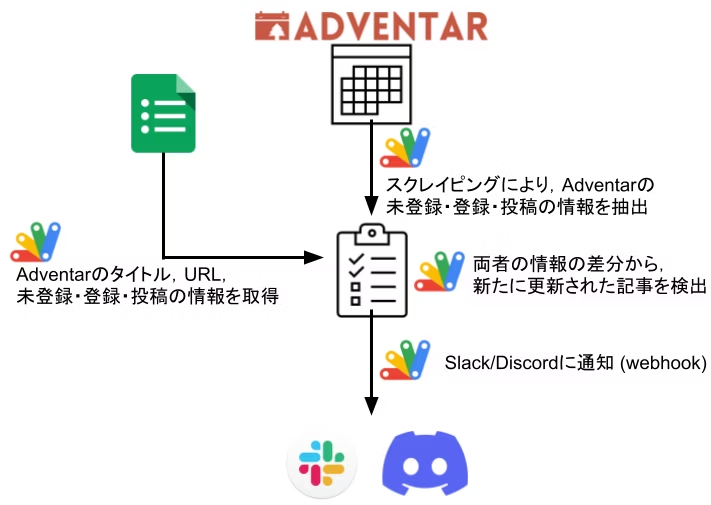 ADVENTAR
スクレイピングにより，Adventarの
未登録・登録・投稿の情報を抽出
Adventarのタイトル，URL，
未登録・登録・投稿の情報を取得
両者の情報の差分から，
新たに更新された記事を検出
Slack/Discordに通知 (webhook)